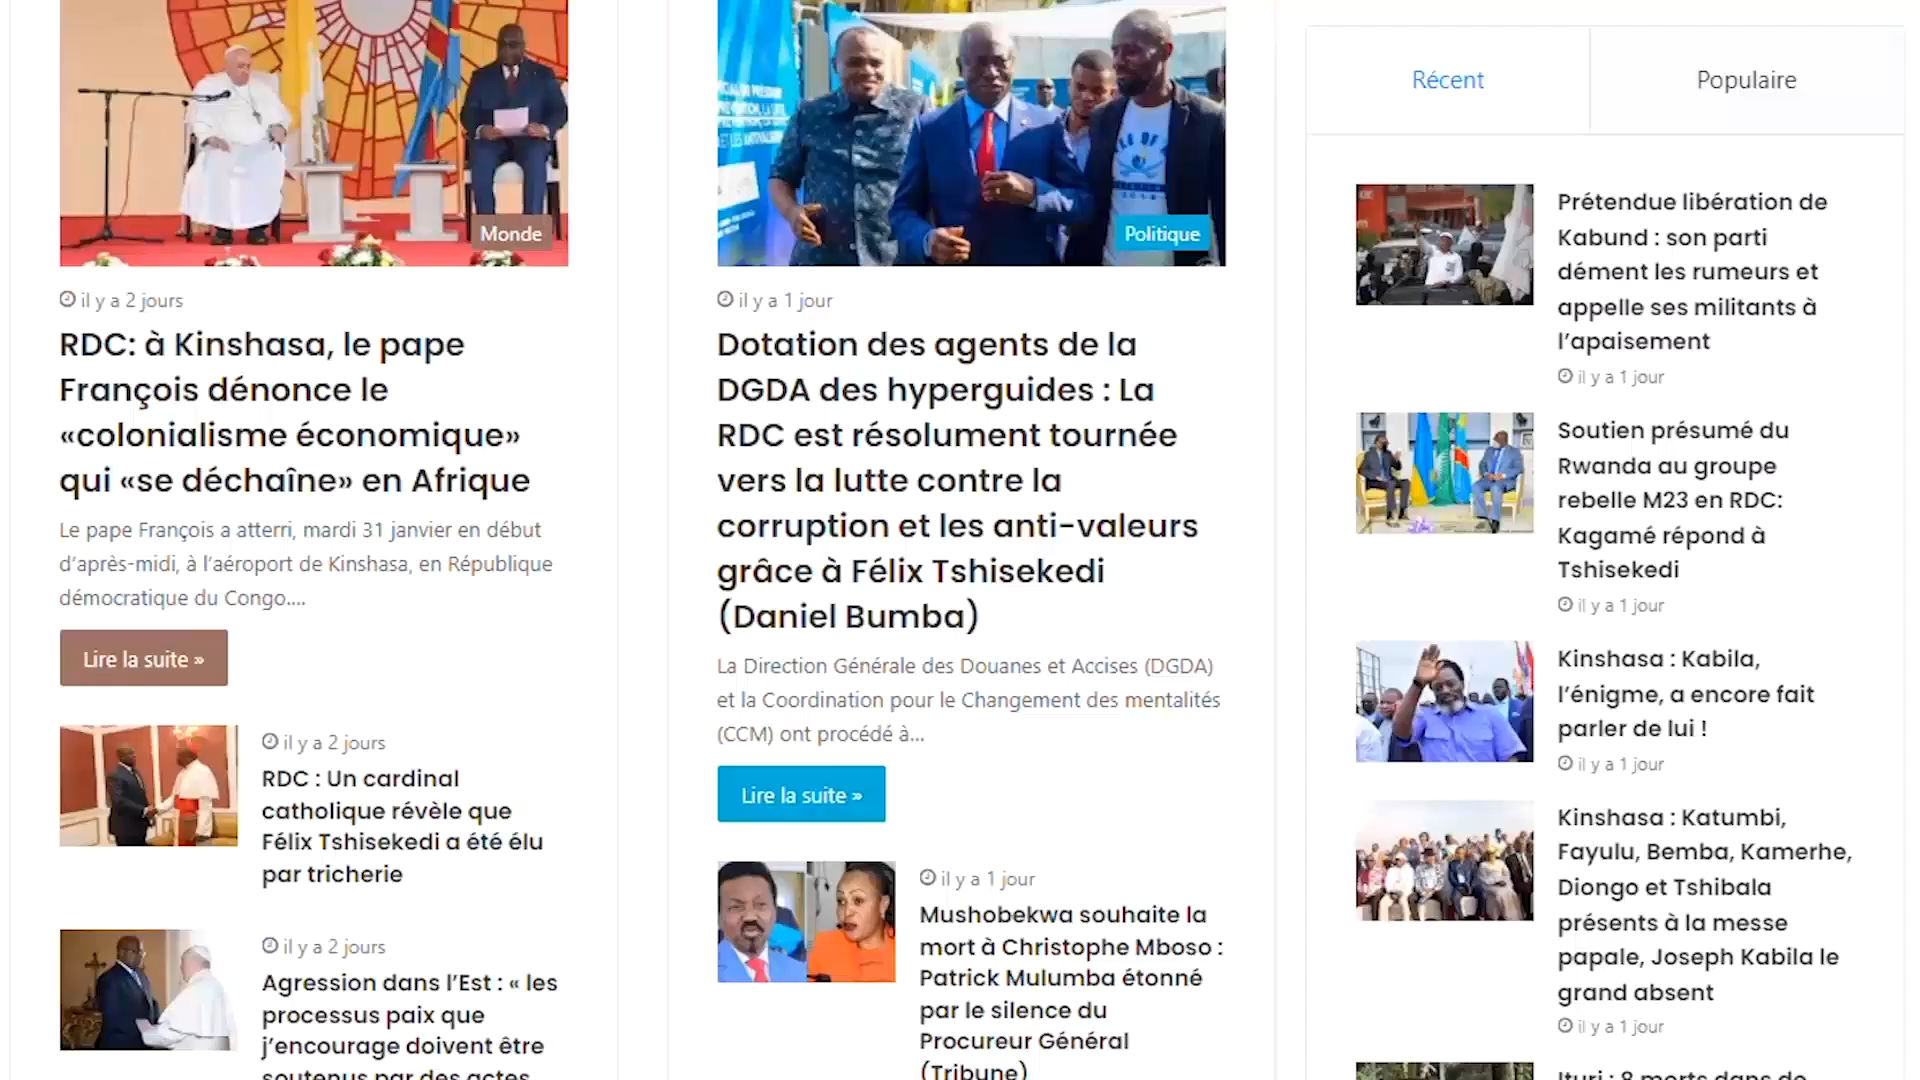 Monde
il y a 2 jours
RDC: à Kinshasa, le pape
François dénonce le
«colonialisme économique»
qui «se déchaîne» en Afrique
Le pape François a atterri, mardi 31 janvier en début
d'après-midi, à l'aéroport de Kinshasa, en République
démocratique du Congo....
Lire la suite »
il y a 2 jours
RDC : Un cardinal
catholique révèle que
Félix Tshisekedi a été élu
par tricherie
il y a 2 jours
Agression dans l'Est : « les
processus paix que
j'encourage doivent être
soutenus par des actes
Politique
il y a 1 jour
Dotation des agents de la
DGDA des hyperguides : La
RDC est résolument tournée
vers la lutte contre la
corruption et les anti-valeurs
grâce à Félix Tshisekedi
(Daniel Bumba)
La Direction Générale des Douanes et Accises (DGDA)
et la Coordination pour le Changement des mentalités
(CCM) ont procédé à...
Lire la suite »
il y a 1 jour
Mushobekwa souhaite la
mort à Christophe Mboso :
Patrick Mulumba étonné
par le silence du
Procureur Général
(Tribune)
Récent
Populaire
Prétendue libération de
Kabund : son parti
dément les rumeurs et
appelle ses militants à
l'apaisement
il y a 1 jour
Soutien présumé du
Rwanda au groupe
rebelle M23 en RDC:
Kagamé répond à
Tshisekedi
il y a 1 jour
Kinshasa : Kabila,
l'énigme, a encore fait
parler de lui !
il y a 1 jour
Kinshasa : Katumbi,
Fayulu, Bemba, Kamerhe,
Diongo et Tshibala
présents à la messe
papale, Joseph Kabila le
grand absent
il y a 1 jour
Ituri : 8 morts dans de